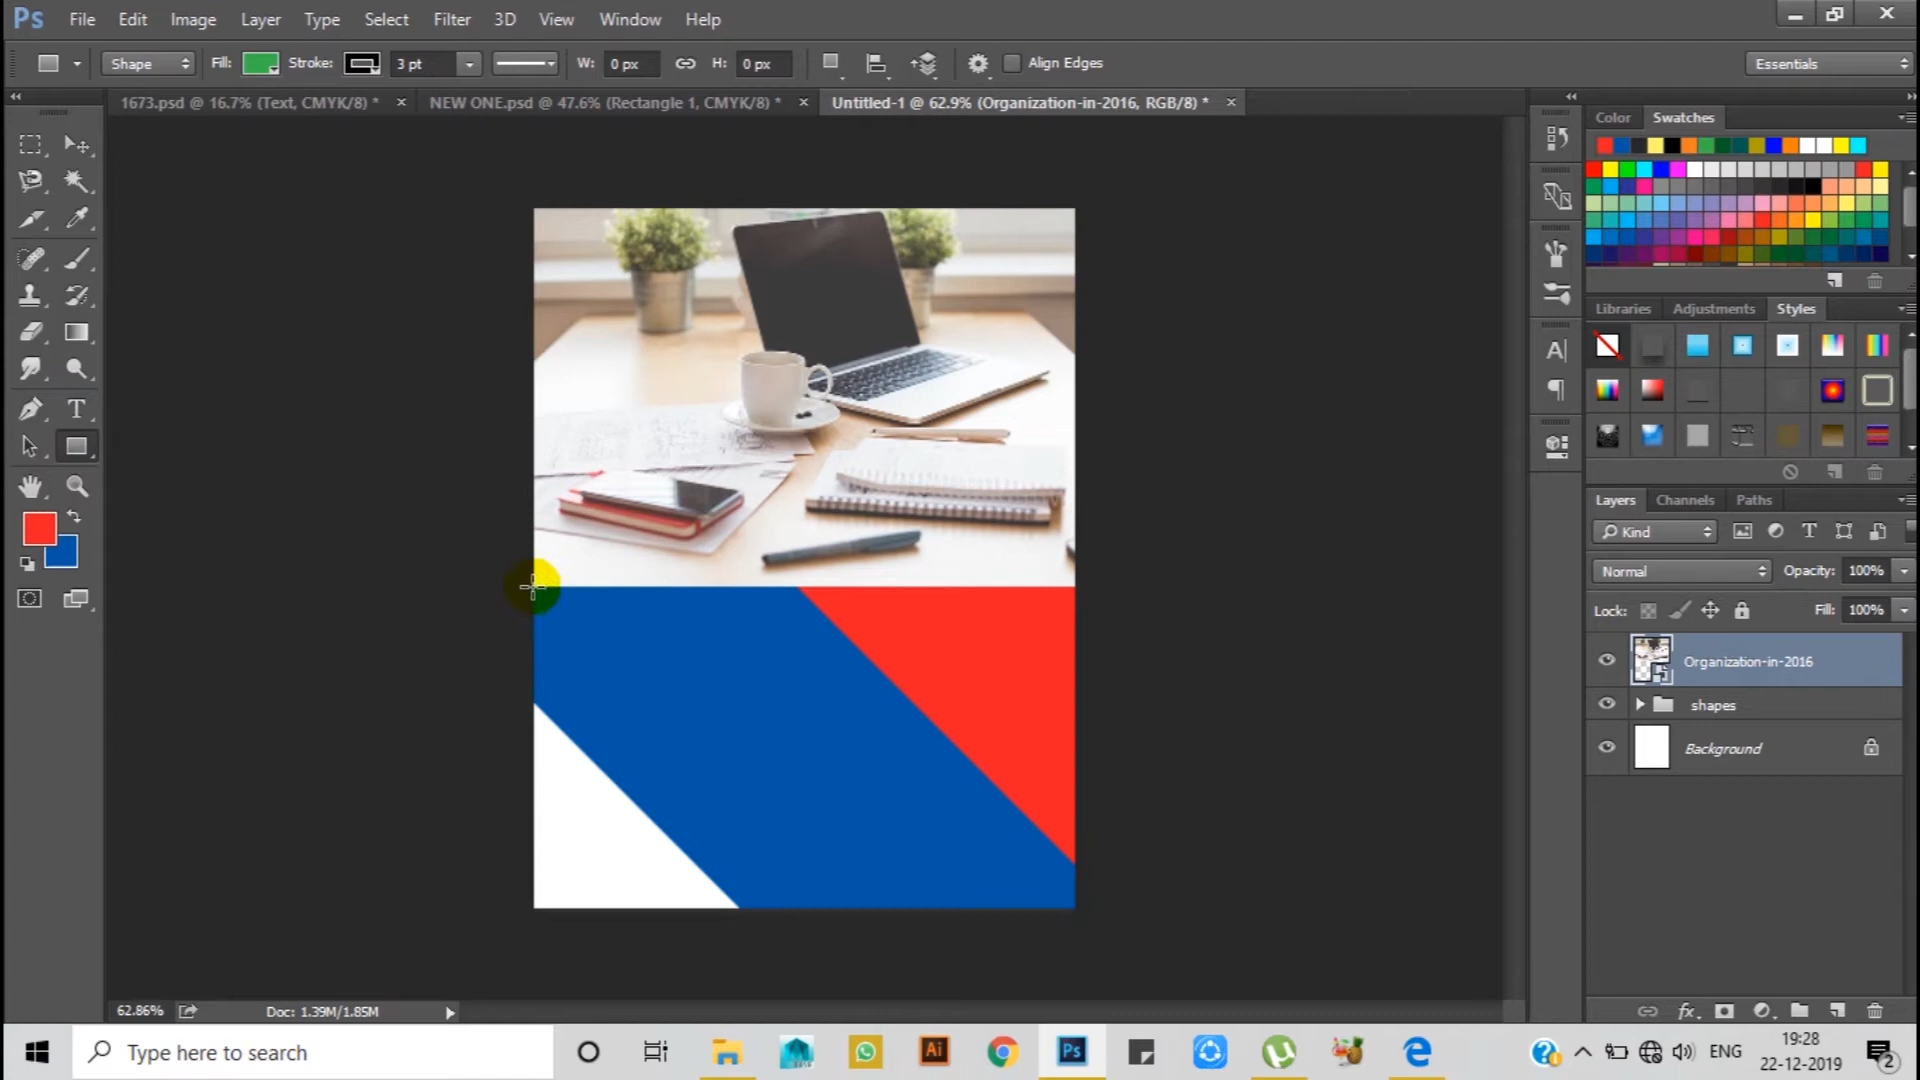 Ps File Edit Image Layer Type Select Filter 3D View Window Help
Shape Fill: Stroke: 3 pt W: 0 px H: 0 px Align Edges Essentials
1673.psd @ 16.7% (Text, CMYK/8) * NEW ONE.psd @ 47.6% (Rectangle 1, CMYK/8) * Untitled-1 @ 62.9% (Organization-in-2016, RGB/8) *
Color Swatches
Libraries Adjustments Styles
Layers Channels Paths
Kind
Normal Opacity: 100%
Lock: Fill: 100%
Organization-in-2016
shapes
Background
62.86% Doc: 1.39M/1.85M
Type here to search
Ai
Ps
ENG
19:28
22-12-2019
2